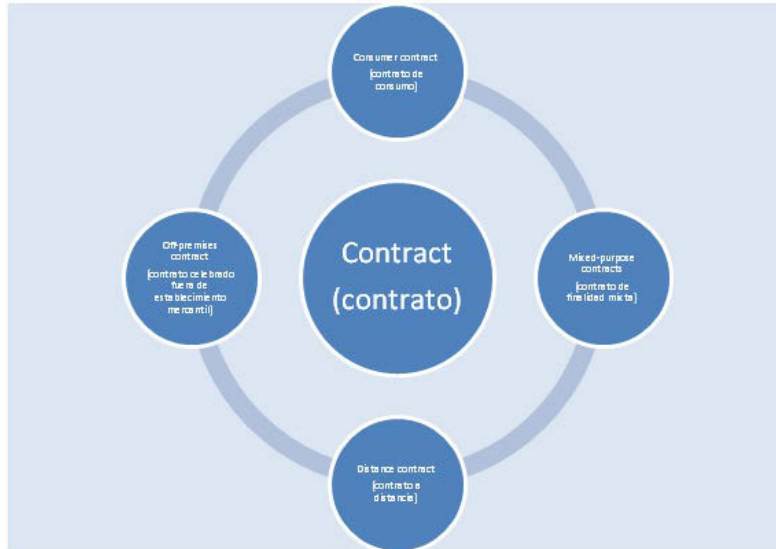 Consumer contract
[contrato de
consumo]
Off-premises
contract
[contrato celebrado
fuera de
establecimiento
mercantil]
Contract
(contrato)
Mixed-purpose
contracts
[contrato de
finalidad mixta]
Distance contract
[contrato a
distancia]